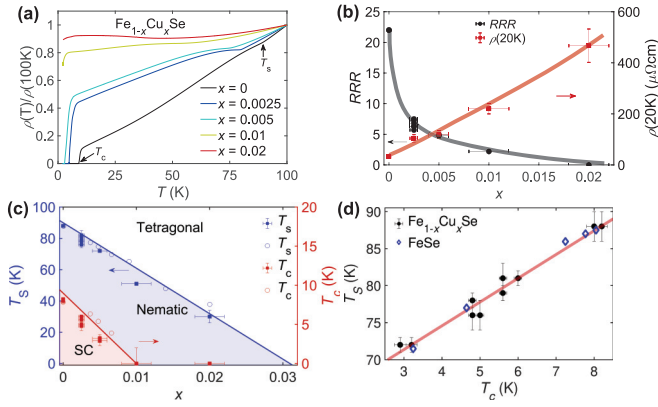 (a)
Fe1-xCuxSe
ρ(T)/ρ(100K)
1
0.8
0.6
0.4
0.2
0
0
25
50
75
100
T (K)
Ts
Tc
x = 0
x = 0.0025
x = 0.005
x = 0.01
x = 0.02
(b)
RRR
ρ(20K)
RRR
25
20
15
10
5
0
600
500
400
300
200
100
0
ρ(20K) (μΩcm)
0
0.005
0.01
0.015
0.02
x
(c)
Tetragonal
Nematic
SC
TS
Ts
Tc
Tc
TS (K)
100
80
60
40
20
0
20
15
10
5
0
Tc (K)
0
0.01
0.02
0.03
x
(d)
Fe1-xCuxSe
FeSe
TS (K)
90
85
80
75
70
3
4
5
6
7
8
Tc (K)